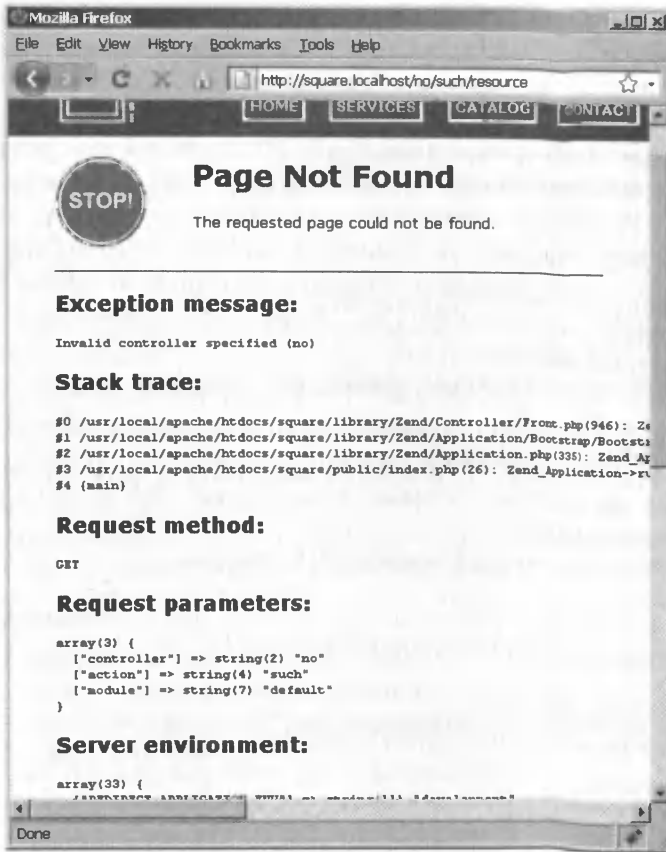 Mozilla Firefox
File Edit View History Bookmarks Tools Help
http://square.localhost/no/such/resource
HOME SERVICES CATALOG CONTACT
STOP!
Page Not Found
The requested page could not be found.
Exception message:
Invalid controller specified (no)
Stack trace:
#0 /usr/local/apache/htdocs/square/library/Zend/Controller/Front.php(946): Ze
#1 /usr/local/apache/htdocs/square/library/Zend/Application/Bootstrap/Bootst
#2 /usr/local/apache/htdocs/square/library/Zend/Application.php(335): Zend_Ap
#3 /usr/local/apache/htdocs/square/public/index.php(26): Zend_Application->ru
#4 {main}
Request method:
GET
Request parameters:
array(3) {
["controller"] => string(2) "no"
["action"] => string(4) "such"
["module"] => string(7) "default"
}
Server environment:
array(33) {
Done